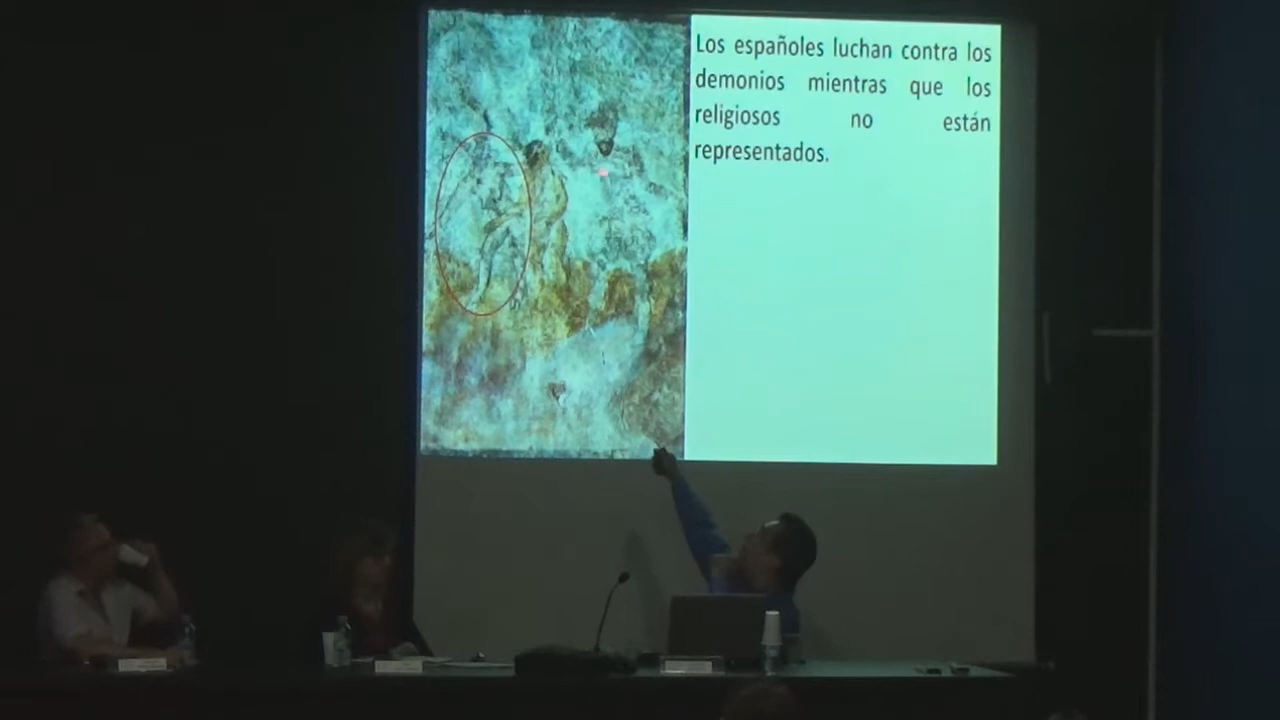 Los españoles luchan contra los
demonios mientras que los
religiosos no están
representados.